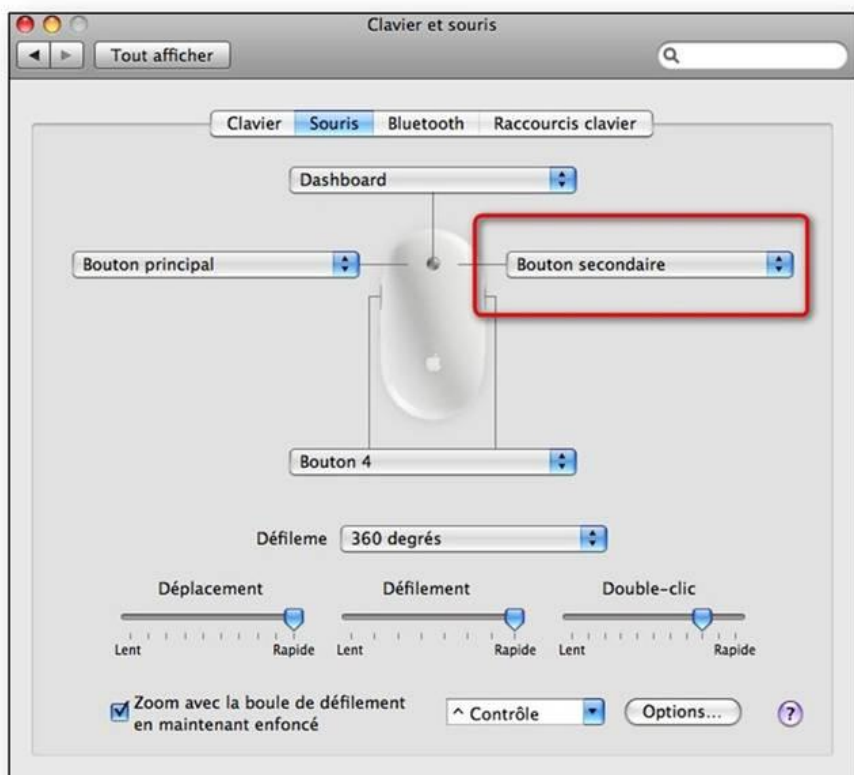 Clavier et souris
Tout afficher
Clavier Souris Bluetooth Raccourcis clavier
Dashboard
Bouton principal
Bouton secondaire
Bouton 4
Défileme 360 degrés
Déplacement Défilement Double-clic
Lent Rapide Lent Rapide Lent Rapide
Zoom avec la boule de défilement
en maintenant enfoncé
^ Contrôle Options... ?